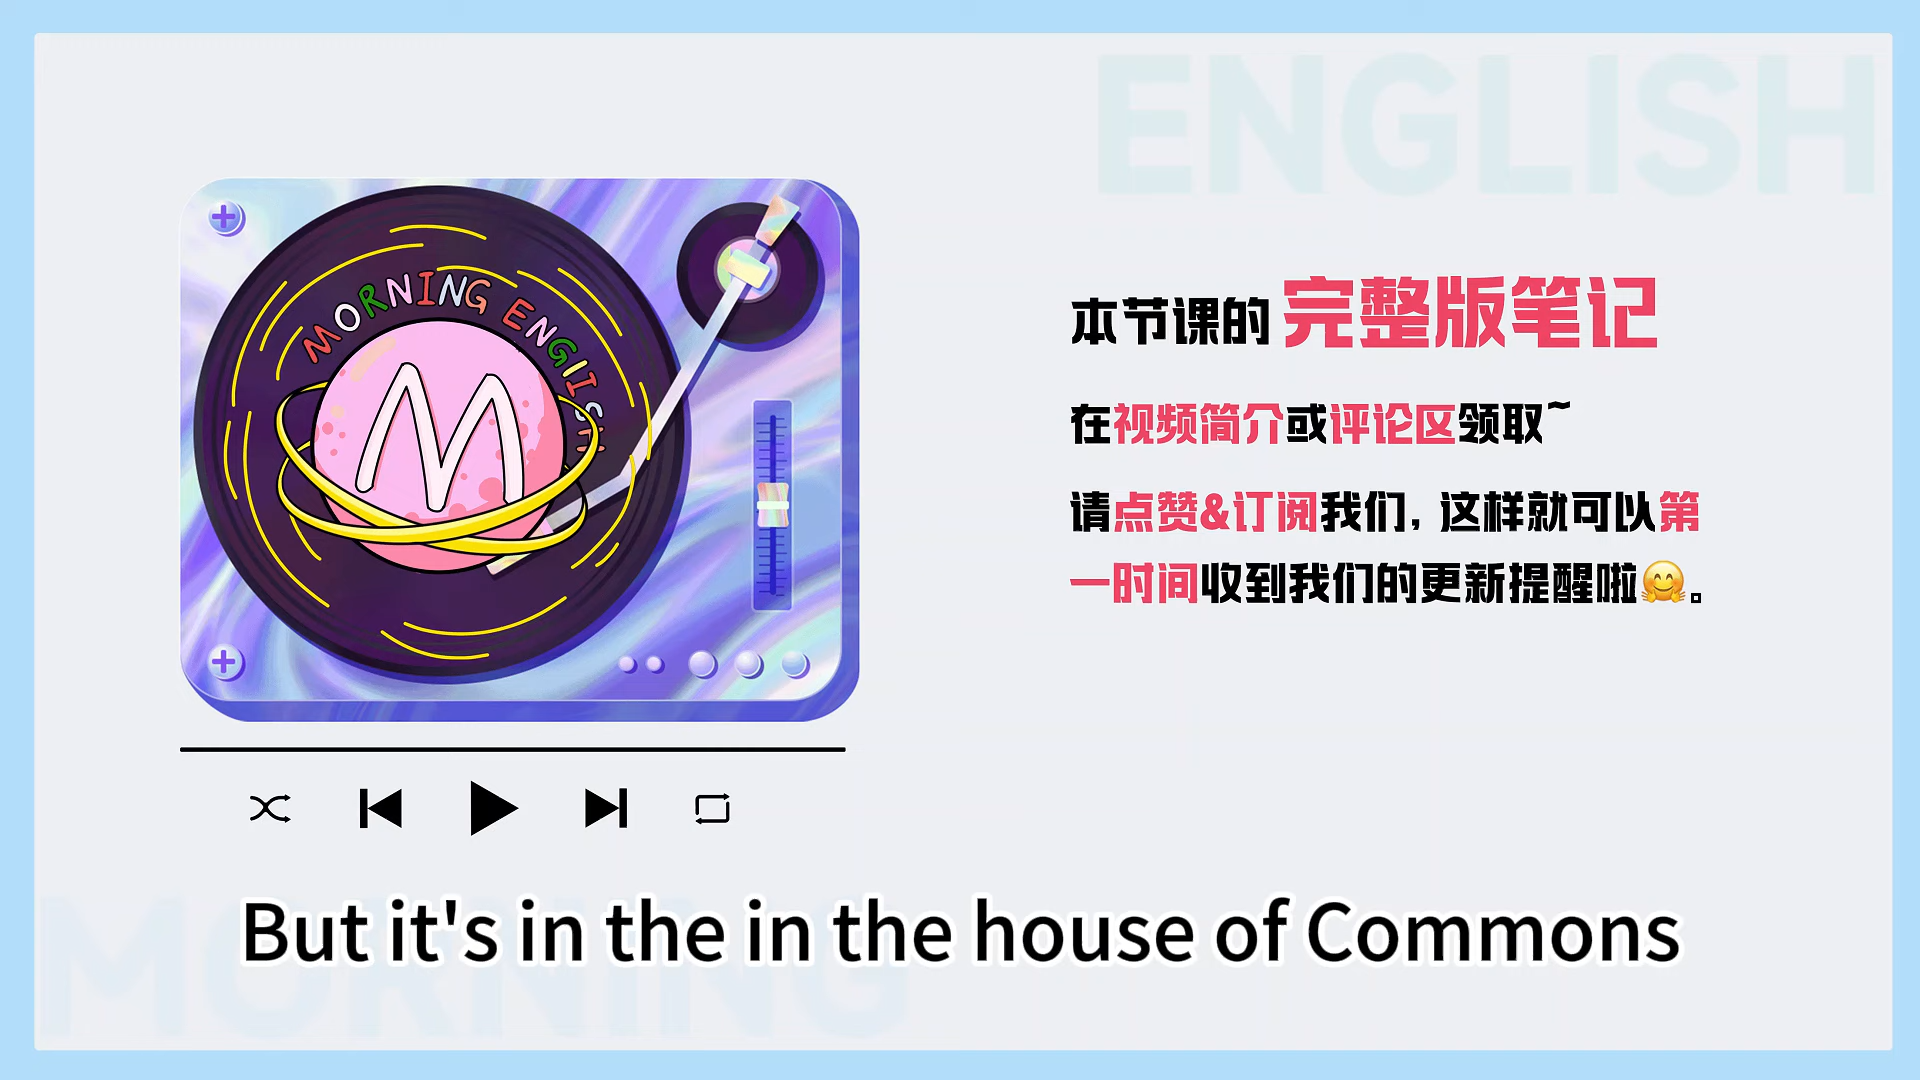 ENGLISH
MORNING ENGLISH
M
本节课的 完整版笔记
在视频简介或评论区领取~
请点赞&订阅我们，这样就可以第
一时间收到我们的更新提醒啦🤗。
MORNING
But it's in the in the house of Commons